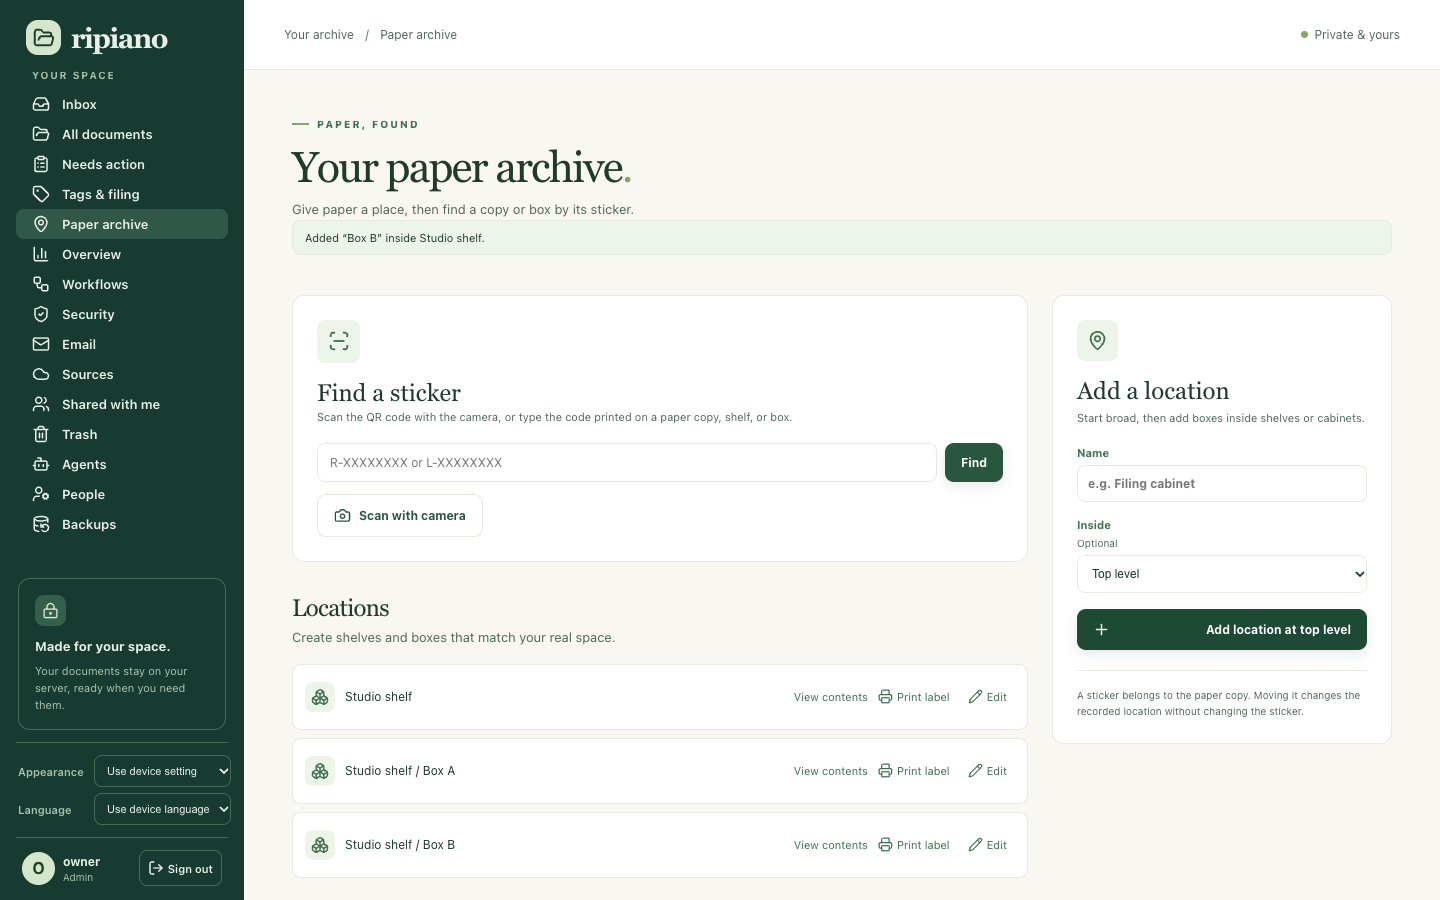 ripiano
YOUR SPACE
Inbox
All documents
Needs action
Tags & filing
Paper archive
Overview
Workflows
Security
Email
Sources
Shared with me
Trash
Agents
People
Backups
Made for your space.
Your documents stay on your
server, ready when you need
them.
Appearance
Use device setting
Language
Use device language
O
owner
Admin
Sign out
Your archive / Paper archive
Private & yours
PAPER, FOUND
Your paper archive.
Give paper a place, then find a copy or box by its sticker.
Added “Box B” inside Studio shelf.
Find a sticker
Scan the QR code with the camera, or type the code printed on a paper copy, shelf, or box.
R-XXXXXXXX or L-XXXXXXXX
Find
Scan with camera
Locations
Create shelves and boxes that match your real space.
Studio shelf View contents Print label Edit
Studio shelf / Box A View contents Print label Edit
Studio shelf / Box B View contents Print label Edit
Add a location
Start broad, then add boxes inside shelves or cabinets.
Name
e.g. Filing cabinet
Inside
Optional
Top level
Add location at top level
A sticker belongs to the paper copy. Moving it changes the
recorded location without changing the sticker.